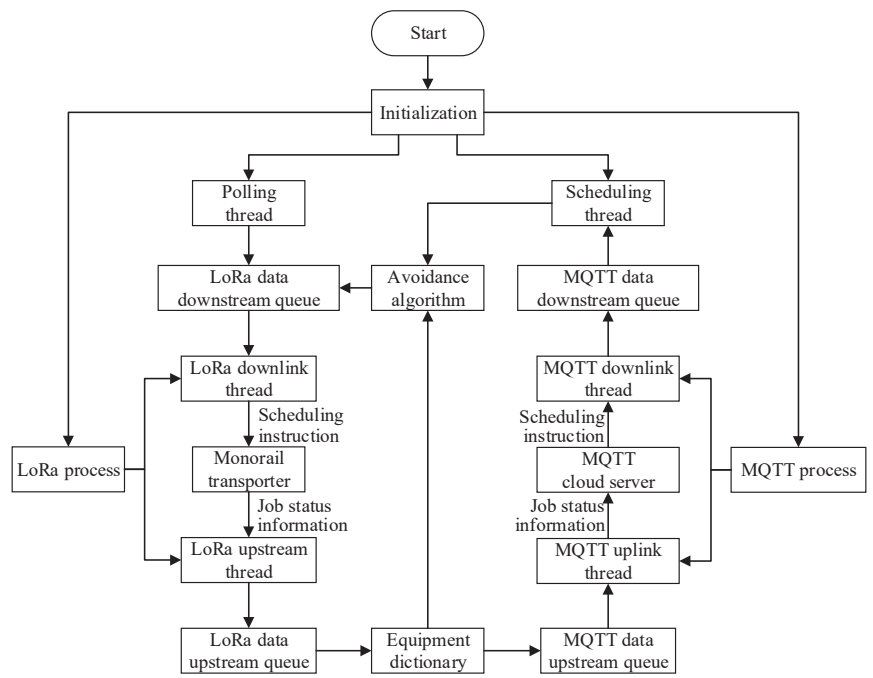 Start
Initialization
Polling
thread
Scheduling
thread
LoRa data
downstream queue
Avoidance
algorithm
MQTT data
downstream queue
LoRa downlink
thread
MQTT downlink
thread
Scheduling
instruction
Scheduling
instruction
LoRa process
Monorail
transporter
MQTT
cloud server
MQTT process
Job status
information
Job status
information
LoRa upstream
thread
MQTT uplink
thread
LoRa data
upstream queue
Equipment
dictionary
MQTT data
upstream queue